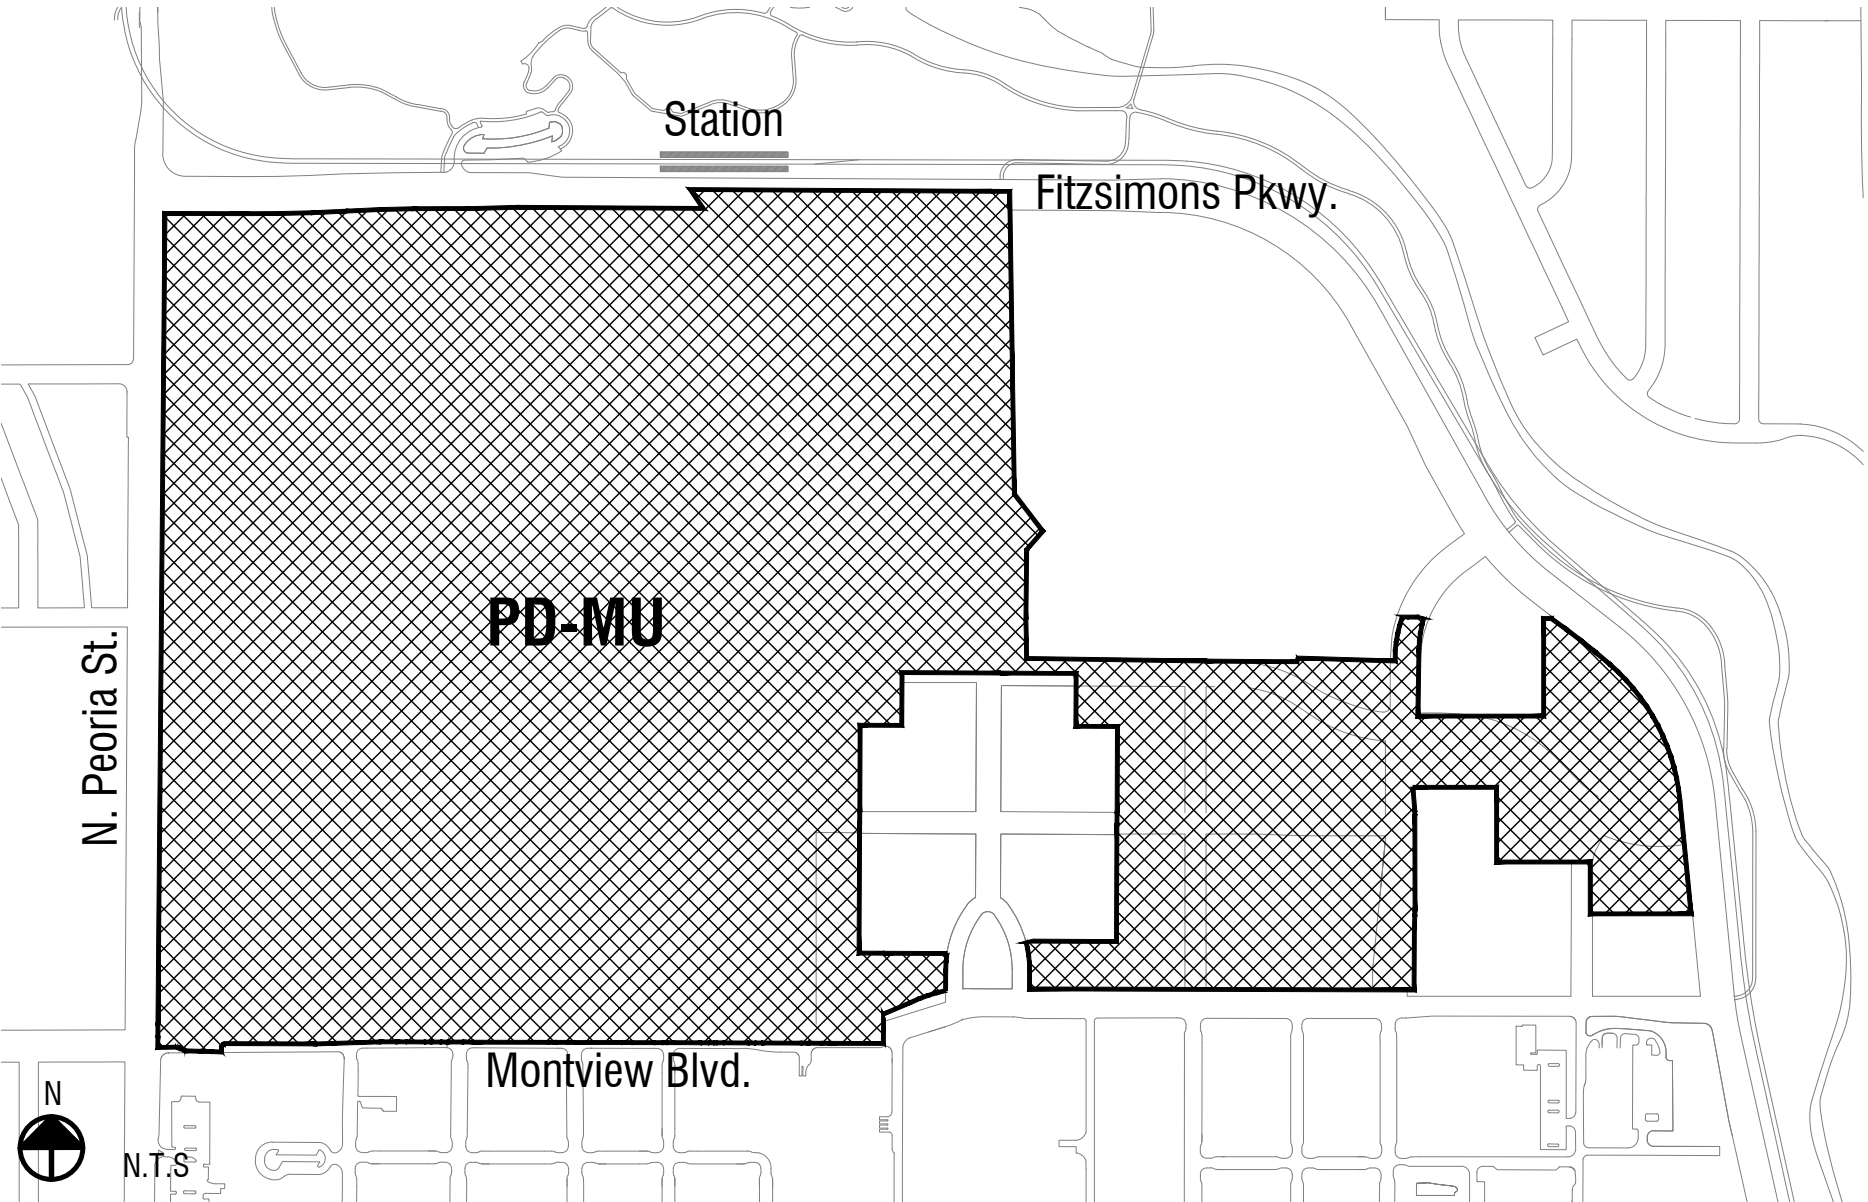 Station
Fitzsimons Pkwy.
PD-MU
N. Peoria St.
Montview Blvd.
N
N.T.S